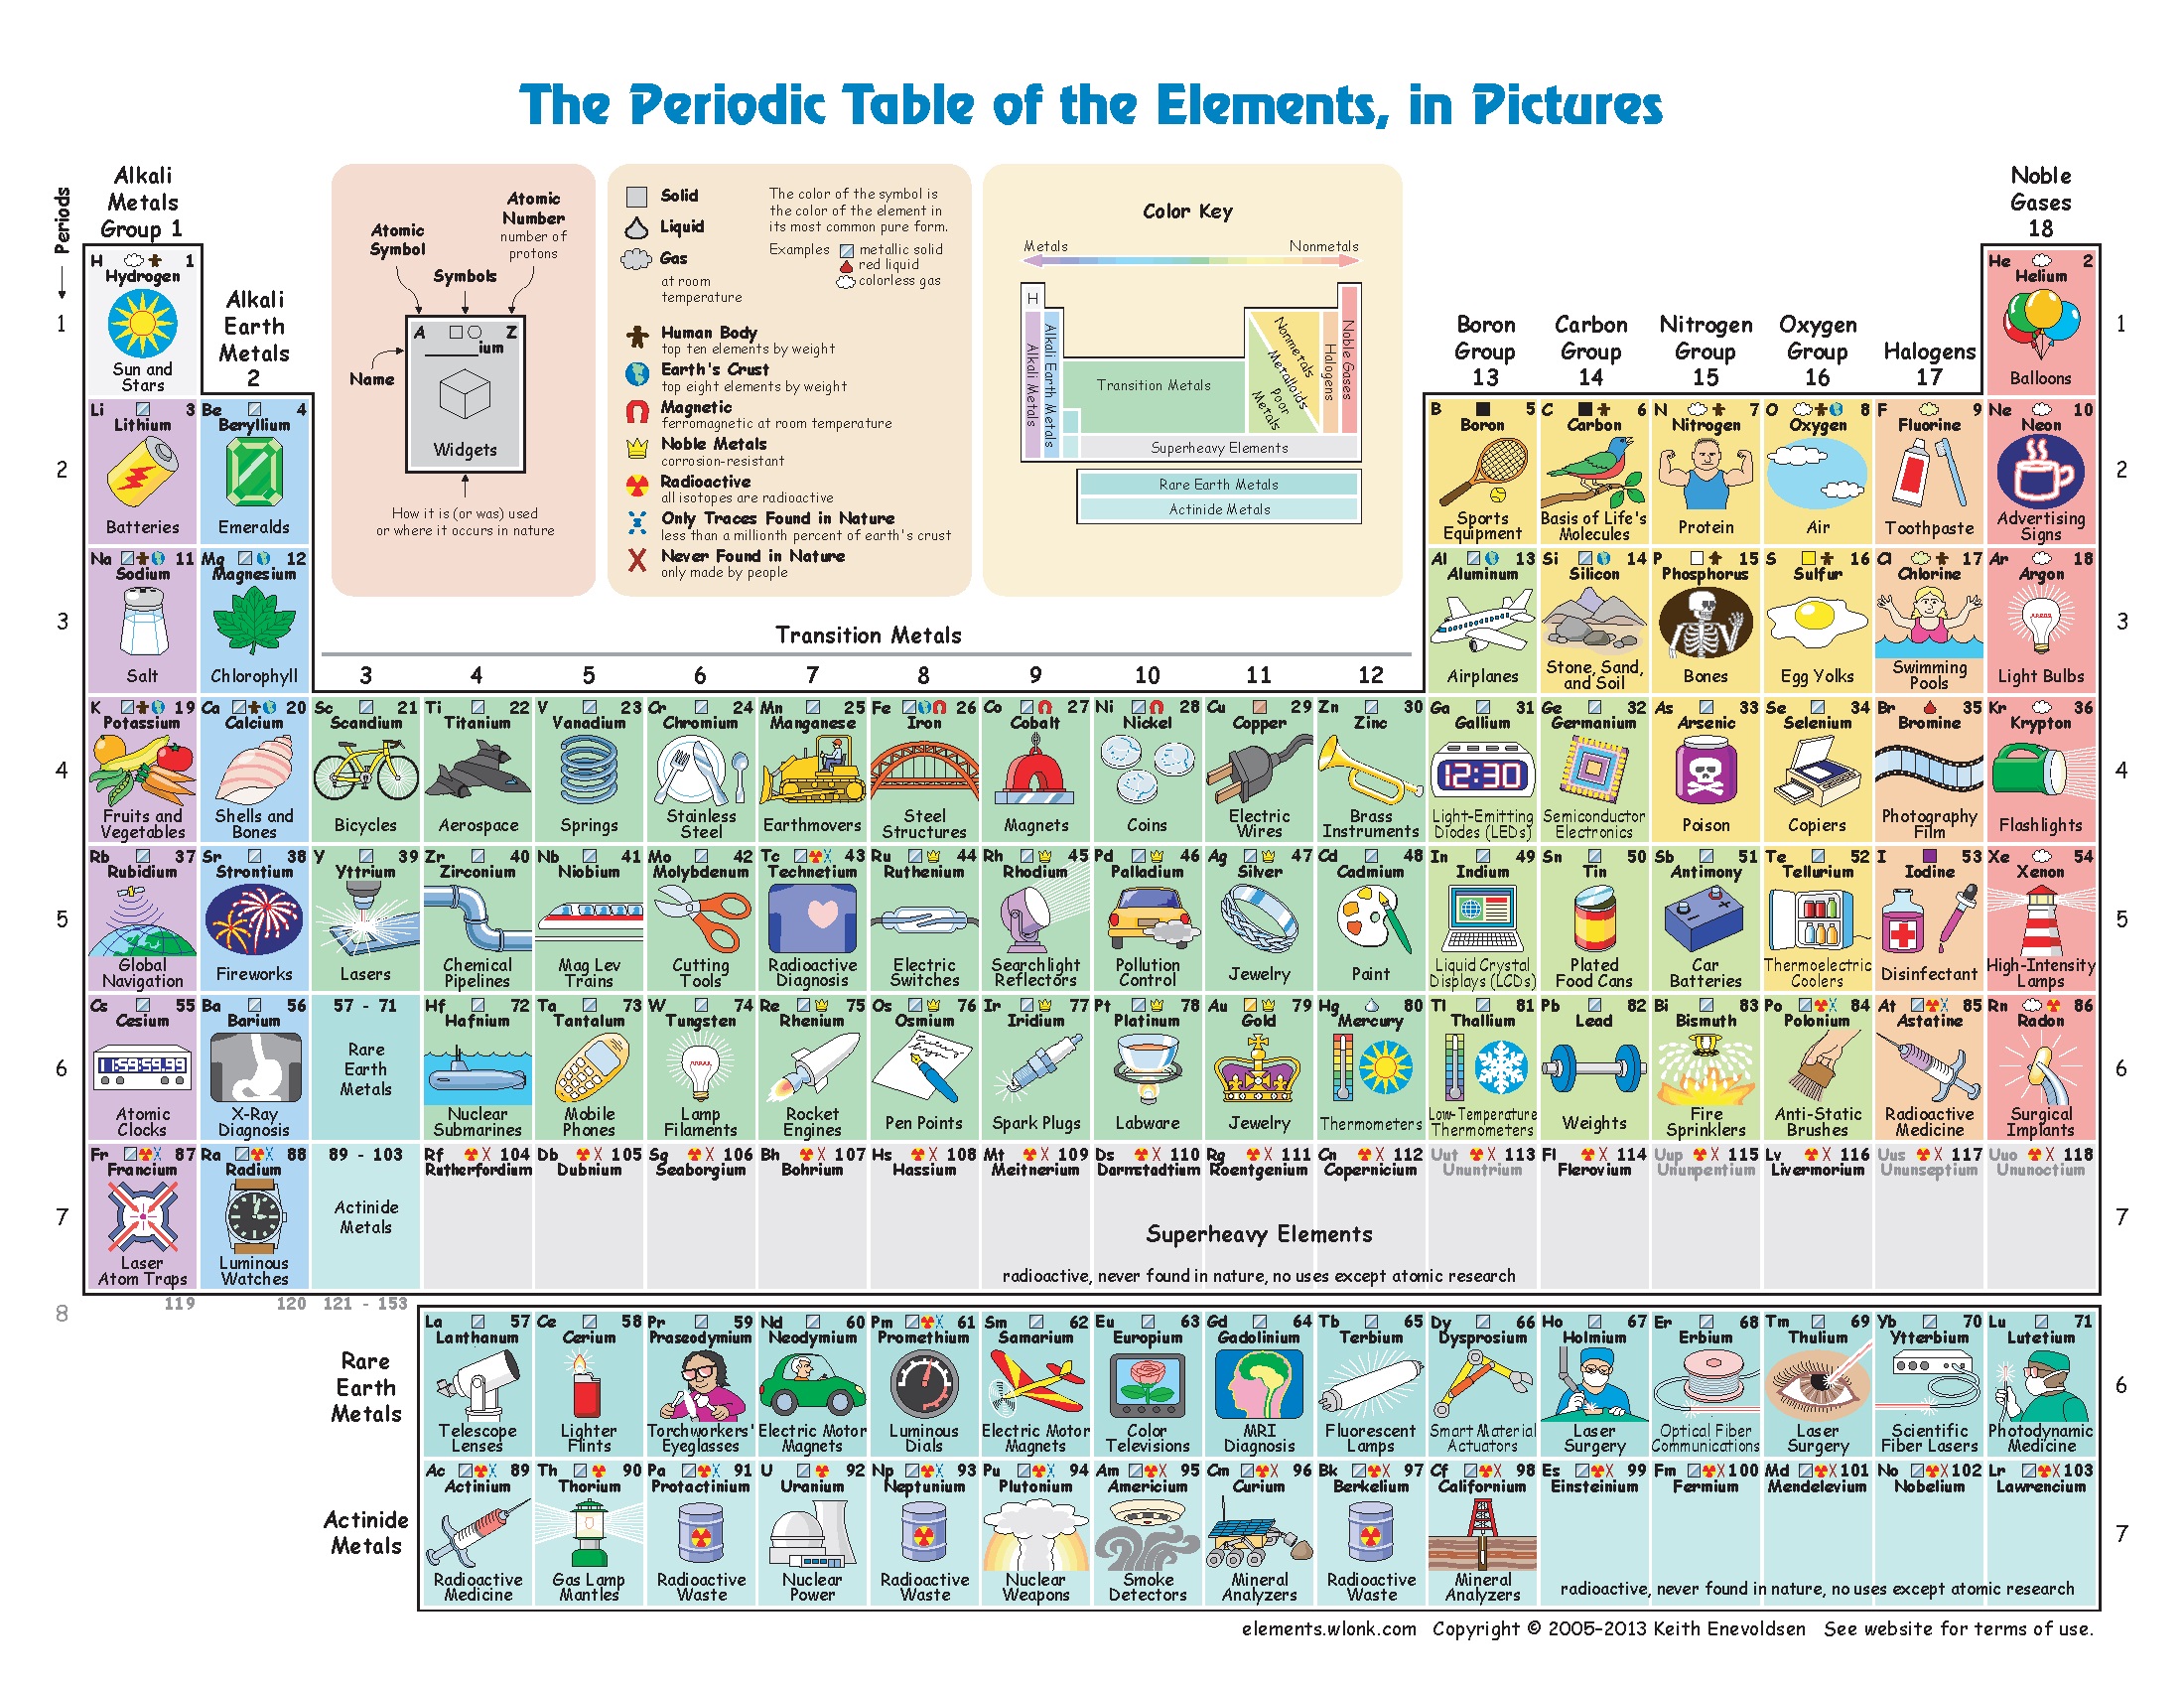 The Periodic Table of the Elements, in Pictures
Periods
Alkali
Metals
Group 1
Alkali
Earth
Metals
2
Atomic
Symbol
Atomic
Number
number of
protons
Symbols
Name
A Z
______ium
Widgets
How it is (or was) used
or where it occurs in nature
Solid
Liquid
Gas
at room
temperature
The color of the symbol is
the color of the element in
its most common pure form.
Examples metallic solid
red liquid
colorless gas
Human Body
top ten elements by weight
Earth's Crust
top eight elements by weight
Magnetic
ferromagnetic at room temperature
Noble Metals
corrosion-resistant
Radioactive
all isotopes are radioactive
Only Traces Found in Nature
less than a millionth percent of earth's crust
Never Found in Nature
only made by people
Color Key
Metals Nonmetals
H
Alkali Metals
Alkali Earth Metals
Transition Metals
Poor Metals
Metalloids
Nonmetals
Halogens
Noble Gases
Superheavy Elements
Rare Earth Metals
Actinide Metals
Boron
Group
13
Carbon
Group
14
Nitrogen
Group
15
Oxygen
Group
16
Halogens
17
Noble
Gases
18
Transition Metals
3 4 5 6 7 8 9 10 11 12
1
H 1
Hydrogen
Sun and
Stars
He 2
Helium
Balloons
1
2
Li 3
Lithium
Batteries
Be 4
Beryllium
Emeralds
B 5
Boron
Sports
Equipment
C 6
Carbon
Basis of Life's
Molecules
N 7
Nitrogen
Protein
O 8
Oxygen
Air
F 9
Fluorine
Toothpaste
Ne 10
Neon
Advertising
Signs
2
3
Na 11
Sodium
Salt
Mg 12
Magnesium
Chlorophyll
Al 13
Aluminum
Airplanes
Si 14
Silicon
Stone, Sand,
and Soil
P 15
Phosphorus
Bones
S 16
Sulfur
Egg Yolks
Cl 17
Chlorine
Swimming
Pools
Ar 18
Argon
Light Bulbs
3
4
K 19
Potassium
Fruits and
Vegetables
Ca 20
Calcium
Shells and
Bones
Sc 21
Scandium
Bicycles
Ti 22
Titanium
Aerospace
V 23
Vanadium
Springs
Cr 24
Chromium
Stainless
Steel
Mn 25
Manganese
Earthmovers
Fe 26
Iron
Steel
Structures
Co 27
Cobalt
Magnets
Ni 28
Nickel
Coins
Cu 29
Copper
Electric
Wires
Zn 30
Zinc
Brass
Instruments
Ga 31
Gallium
12:30
Light-Emitting
Diodes (LEDs)
Ge 32
Germanium
Semiconductor
Electronics
As 33
Arsenic
Poison
Se 34
Selenium
Copiers
Br 35
Bromine
Photography
Film
Kr 36
Krypton
Flashlights
4
5
Rb 37
Rubidium
Global
Navigation
Sr 38
Strontium
Fireworks
Y 39
Yttrium
Lasers
Zr 40
Zirconium
Chemical
Pipelines
Nb 41
Niobium
Mag Lev
Trains
Mo 42
Molybdenum
Cutting
Tools
Tc 43
Technetium
Radioactive
Diagnosis
Ru 44
Ruthenium
Electric
Switches
Rh 45
Rhodium
Searchlight
Reflectors
Pd 46
Palladium
Pollution
Control
Ag 47
Silver
Jewelry
Cd 48
Cadmium
Paint
In 49
Indium
Liquid Crystal
Displays (LCDs)
Sn 50
Tin
Plated
Food Cans
Sb 51
Antimony
Car
Batteries
Te 52
Tellurium
Thermoelectric
Coolers
I 53
Iodine
Disinfectant
Xe 54
Xenon
High-Intensity
Lamps
5
6
Cs 55
Cesium
1:59:59.99
Atomic
Clocks
Ba 56
Barium
X-Ray
Diagnosis
57 - 71
Rare
Earth
Metals
Hf 72
Hafnium
Nuclear
Submarines
Ta 73
Tantalum
Mobile
Phones
W 74
Tungsten
Lamp
Filaments
Re 75
Rhenium
Rocket
Engines
Os 76
Osmium
Pen Points
Ir 77
Iridium
Spark Plugs
Pt 78
Platinum
Labware
Au 79
Gold
Jewelry
Hg 80
Mercury
Thermometers
Tl 81
Thallium
Low-Temperature
Thermometers
Pb 82
Lead
Weights
Bi 83
Bismuth
Fire
Sprinklers
Po 84
Polonium
Anti-Static
Brushes
At 85
Astatine
Radioactive
Medicine
Rn 86
Radon
Surgical
Implants
6
7
Fr 87
Francium
Laser
Atom Traps
Ra 88
Radium
Luminous
Watches
89 - 103
Actinide
Metals
Rf 104
Rutherfordium
Db 105
Dubnium
Sg 106
Seaborgium
Bh 107
Bohrium
Hs 108
Hassium
Mt 109
Meitnerium
Ds 110
Darmstadtium
Rg 111
Roentgenium
Cn 112
Copernicium
Uut 113
Ununtrium
Fl 114
Flerovium
Uup 115
Ununpentium
Lv 116
Livermorium
Uus 117
Ununseptium
Uuo 118
Ununoctium
Superheavy Elements
radioactive, never found in nature, no uses except atomic research
7
8
119 120 121 - 153
Rare
Earth
Metals
La 57
Lanthanum
Telescope
Lenses
Ce 58
Cerium
Lighter
Flints
Pr 59
Praseodymium
Torchworkers'
Eyeglasses
Nd 60
Neodymium
Electric Motor
Magnets
Pm 61
Promethium
Luminous
Dials
Sm 62
Samarium
Electric Motor
Magnets
Eu 63
Europium
Color
Televisions
Gd 64
Gadolinium
MRI
Diagnosis
Tb 65
Terbium
Fluorescent
Lamps
Dy 66
Dysprosium
Smart Material
Actuators
Ho 67
Holmium
Laser
Surgery
Er 68
Erbium
Optical Fiber
Communications
Tm 69
Thulium
Laser
Surgery
Yb 70
Ytterbium
Scientific
Fiber Lasers
Lu 71
Lutetium
Photodynamic
Medicine
6
Actinide
Metals
Ac 89
Actinium
Radioactive
Medicine
Th 90
Thorium
Gas Lamp
Mantles
Pa 91
Protactinium
Radioactive
Waste
U 92
Uranium
Nuclear
Power
Np 93
Neptunium
Radioactive
Waste
Pu 94
Plutonium
Nuclear
Weapons
Am 95
Americium
Smoke
Detectors
Cm 96
Curium
Mineral
Analyzers
Bk 97
Berkelium
Radioactive
Waste
Cf 98
Californium
Mineral
Analyzers
Es 99
Einsteinium
Fm 100
Fermium
Md 101
Mendelevium
No 102
Nobelium
Lr 103
Lawrencium
radioactive, never found in nature, no uses except atomic research
7
elements.wlonk.com Copyright © 2005-2013 Keith Enevoldsen See website for terms of use.